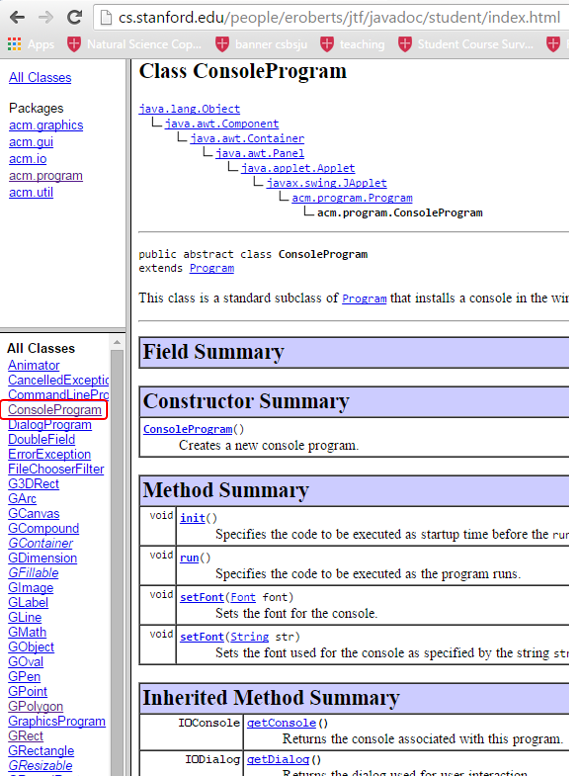 cs.stanford.edu/people/eroberts/jtf/javadoc/student/index.html
Apps Natural Science Cop... banner csbsju teaching Student Course Surv...
All Classes
Packages
acm.graphics
acm.gui
acm.io
acm.program
acm.util
All Classes
Animator
CancelledExceptic
CommandLinePro
ConsoleProgram
DialogProgram
DoubleField
ErrorException
FileChooserFilter
G3DRect
GArc
GCanvas
GCompound
GContainer
GDimension
GFillable
GImage
GLabel
GLine
GMath
GObject
GOval
GPen
GPoint
GPolygon
GraphicsProgram
GRect
GRectangle
GResizable
Class ConsoleProgram
java.lang.Object
java.awt.Component
java.awt.Container
java.awt.Panel
java.applet.Applet
javax.swing.JApplet
acm.program.Program
acm.program.ConsoleProgram
public abstract class ConsoleProgram
extends Program
This class is a standard subclass of Program that installs a console in the
Field Summary
Constructor Summary
ConsoleProgram()
Creates a new console program.
Method Summary
void init()
Specifies the code to be executed as startup time before the run
void run()
Specifies the code to be executed as the program runs.
void setFont(Font font)
Sets the font for the console.
void setFont(String str)
Sets the font used for the console as specified by the string str
Inherited Method Summary
IOConsole getConsole()
Returns the console associated with this program.
IODialog getDialog()
Returns the dialog used for user interaction.